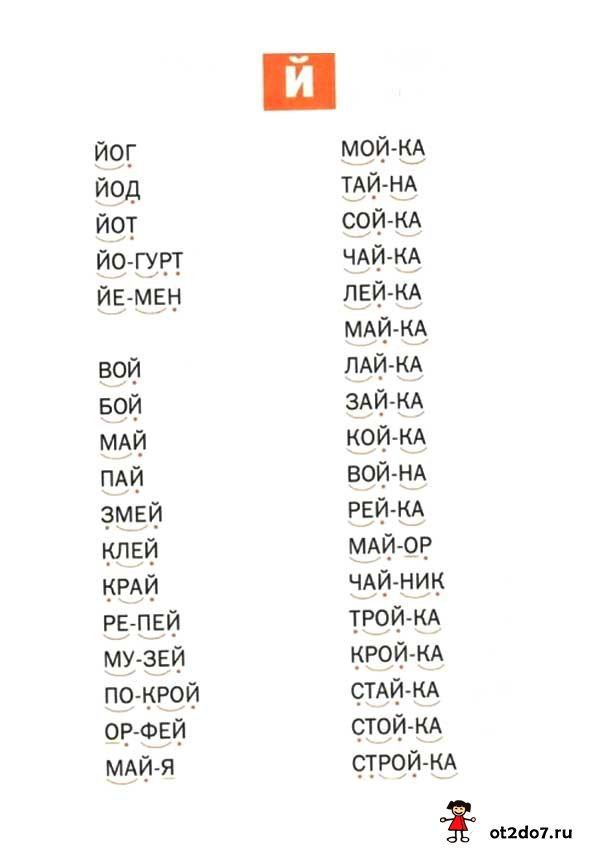 Й
ЙОГ
ЙОД
ЙОТ
ЙО-ГУРТ
ЙЕ-МЕН
ВОЙ
БОЙ
МАЙ
ПАЙ
ЗМЕЙ
КЛЕЙ
КРАЙ
РЕ-ПЕЙ
МУ-ЗЕЙ
ПО-КРОЙ
ОР-ФЕЙ
МАЙ-Я
МОЙ-КА
ТАЙ-НА
СОЙ-КА
ЧАЙ-КА
ЛЕЙ-КА
МАЙ-КА
ЛАЙ-КА
ЗАЙ-КА
КОЙ-КА
ВОЙ-НА
РЕЙ-КА
МАЙ-ОР
ЧАЙ-НИК
ТРОЙ-КА
КРОЙ-КА
СТАЙ-КА
СТОЙ-КА
СТРОЙ-КА
ot2do7.ru